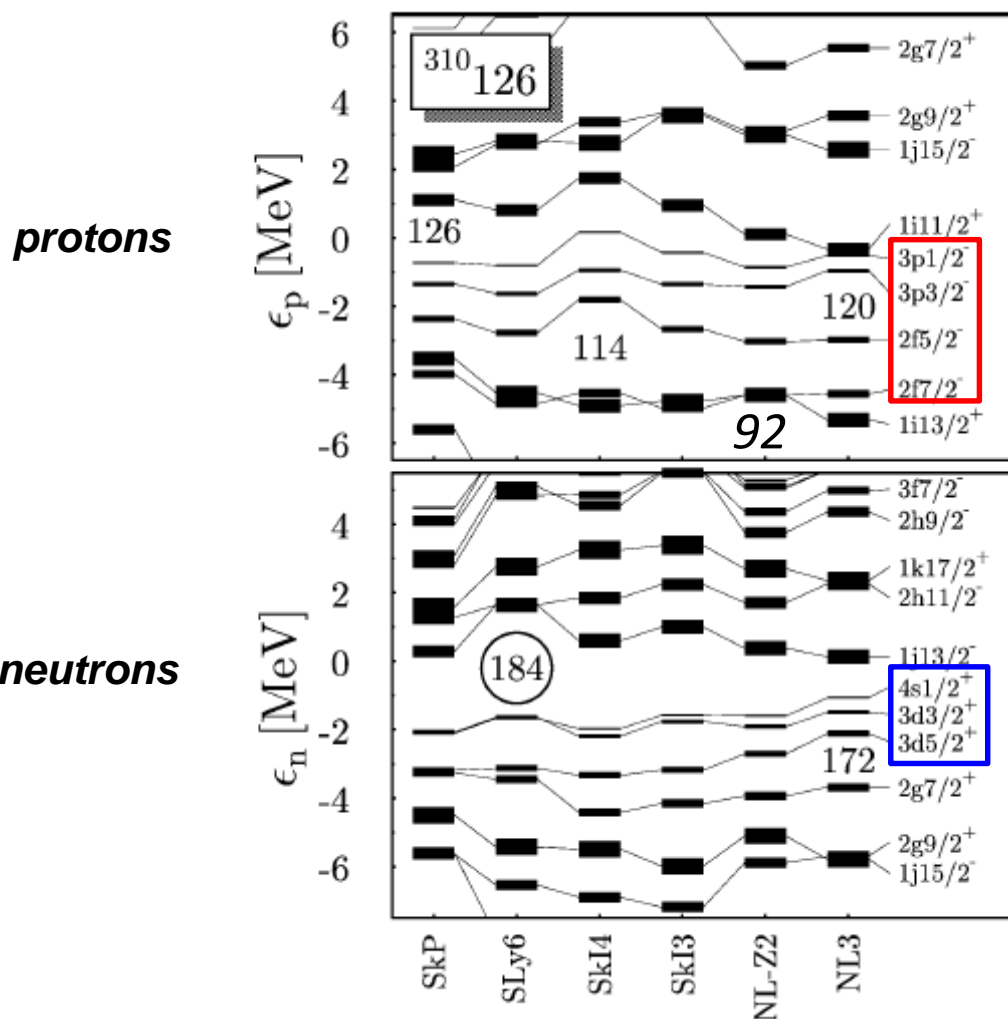 protons
ϵp [MeV]
6
4
2
0
-2
-4
-6
³¹⁰126
126
114
120
92
2g7/2⁺
2g9/2⁺
1j15/2⁻
1i11/2⁺
3p1/2⁻
3p3/2⁻
2f5/2⁻
2f7/2⁻
1i13/2⁺
neutrons
ϵn [MeV]
4
2
0
-2
-4
-6
184
172
3f7/2⁻
2h9/2⁻
1k17/2⁺
2h11/2⁻
1j13/2⁻
4s1/2⁺
3d3/2⁺
3d5/2⁺
2g7/2⁺
2g9/2⁺
1j15/2⁻
SkP
SLy6
SkI4
SkI3
NL-Z2
NL3